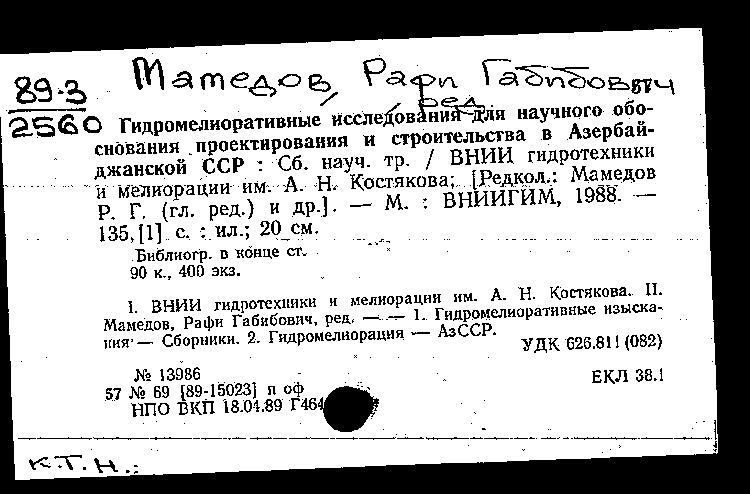 Мамедов, Рафи Габибович
89-3
57
, ред.
2560
Гидромелиоративные исследования для научного обо-
снования проектирования и строительства в Азербай-
джанской ССР : Сб. науч. тр. / ВНИИ гидротехники
и мелиорации им. А. Н. Костякова; [Редкол.: Мамедов
Р. Г. (гл. ред.) и др.]. — М. : ВНИИГИМ, 1988. —
135,[1] с. : ил.; 20 см.
Библиогр. в конце ст.
90 к., 400 экз.
1. ВНИИ гидротехники и мелиорации им. А. Н. Костякова. II.
Мамедов, Рафи Габибович, ред. — — 1. Гидромелиоративные изыска-
ния — Сборники. 2. Гидромелиорация — АзССР.
УДК 626.811 (082)
№ 13986
57 № 69 [89-15023] п оф
ЕКЛ 38.1
НПО ВКП 18.04.89 Г464
к.т.н.: